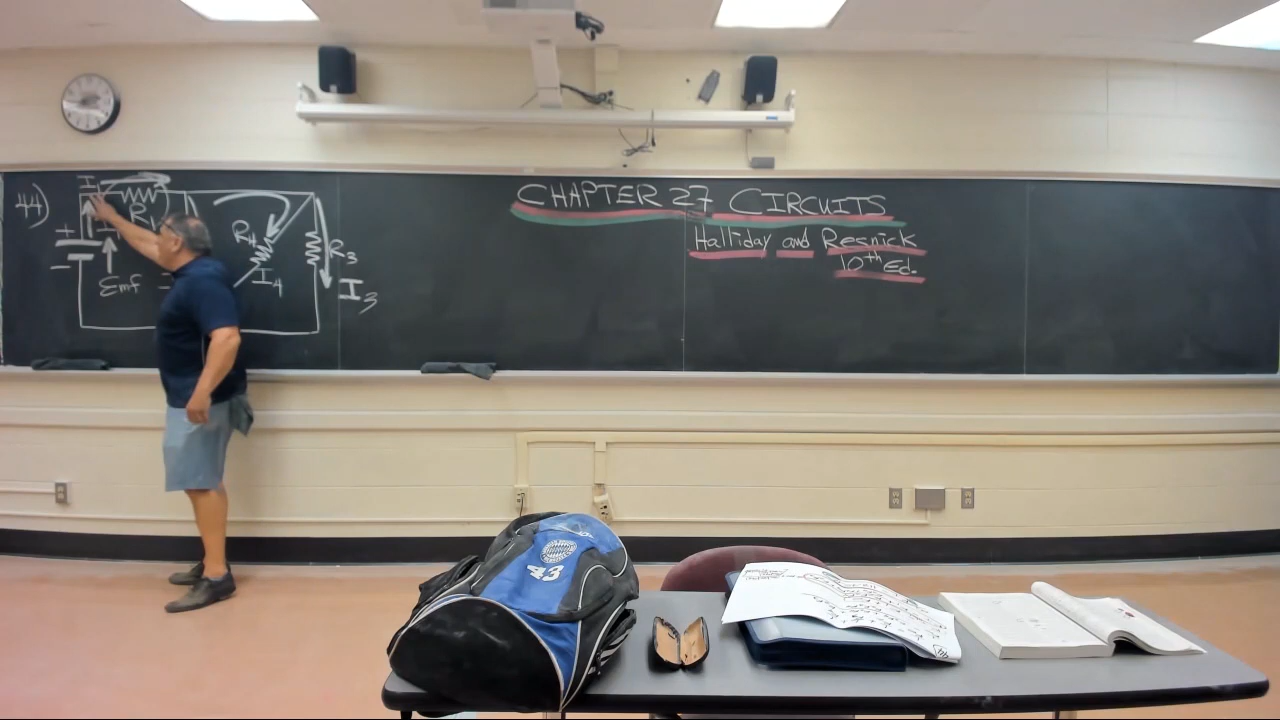 44)
I
R
+
−
Emf
R4
I4
R3
I3
CHAPTER 27 CIRCUITS
Halliday and Resnick
10th Ed.
43